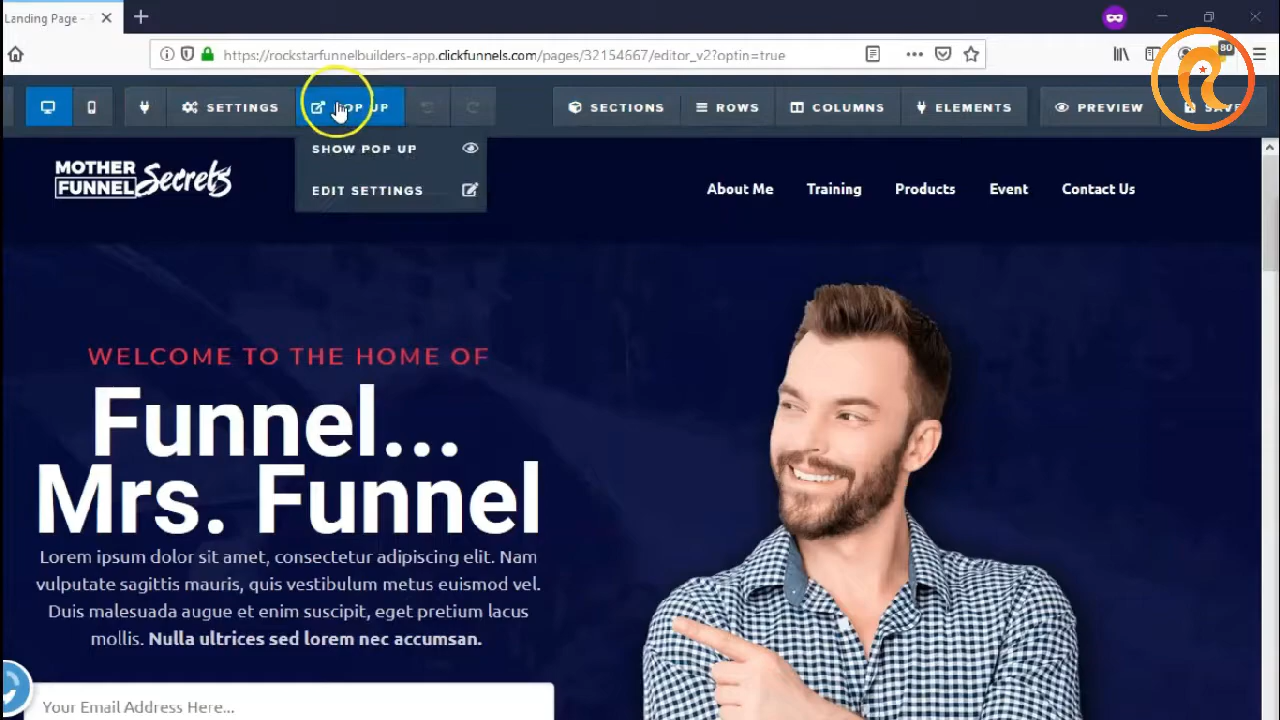 Landing Page -
80
https://rockstarfunnelbuilders-app.clickfunnels.com/pages/32154667/editor_v2?optin=true
SETTINGS
POP UP
SECTIONS
ROWS
COLUMNS
ELEMENTS
PREVIEW
SAVE
SHOW POP UP
EDIT SETTINGS
MOTHER
FUNNEL Secrets
About Me
Training
Products
Event
Contact Us
WELCOME TO THE HOME OF
Funnel...
Mrs. Funnel
Lorem ipsum dolor sit amet, consectetur adipiscing elit. Nam
vulputate sagittis mauris, quis vestibulum metus euismod vel.
Duis malesuada augue et enim suscipit, eget pretium lacus
mollis. Nulla ultrices sed lorem nec accumsan.
Your Email Address Here...